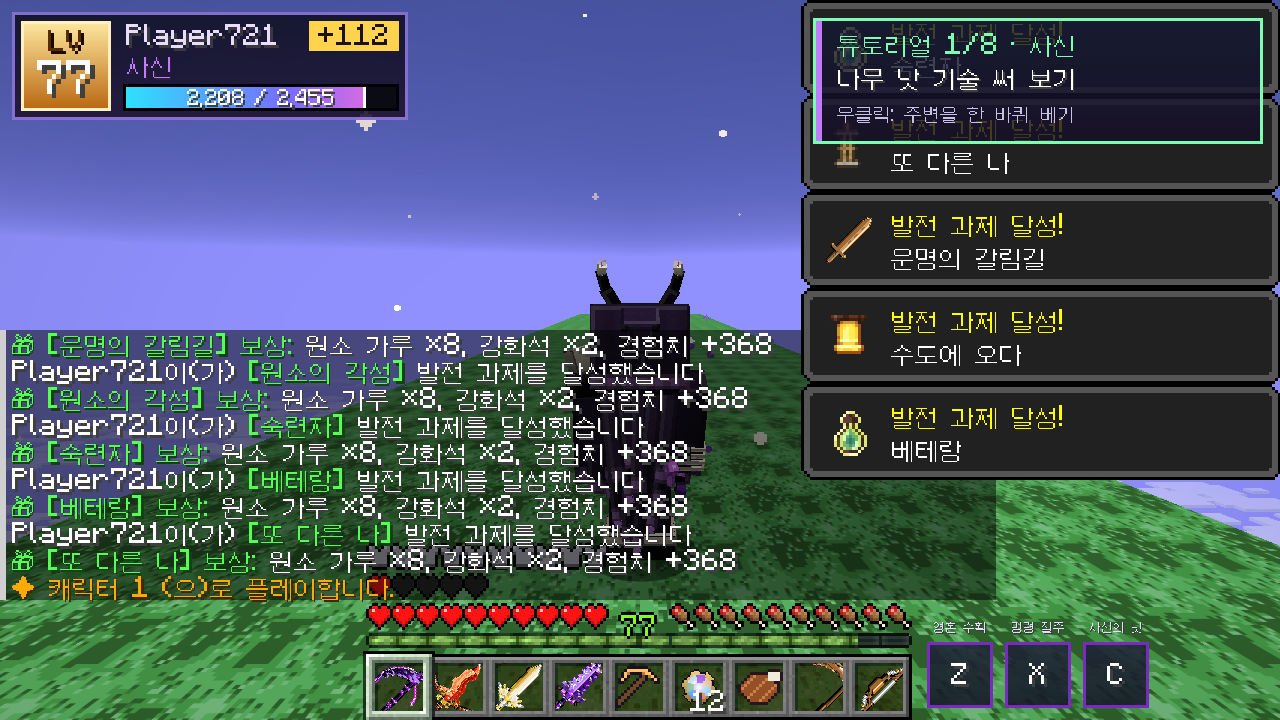 LV
77
Player721
+112
사신
2,208 / 2,455
튜토리얼 1/8 · 사신
나무 낫 기술 써 보기
우클릭: 주변을 한 바퀴 베기
또 다른 나
발전 과제 달성!
운명의 갈림길
발전 과제 달성!
수도에 오다
발전 과제 달성!
베테랑
[운명의 갈림길] 보상: 원소 가루 ×8, 강화석 ×2, 경험치 +368
Player721이(가) [원소의 각성] 발전 과제를 달성했습니다
[원소의 각성] 보상: 원소 가루 ×8, 강화석 ×2, 경험치 +368
Player721이(가) [숙련자] 발전 과제를 달성했습니다
[숙련자] 보상: 원소 가루 ×8, 강화석 ×2, 경험치 +368
Player721이(가) [베테랑] 발전 과제를 달성했습니다
[베테랑] 보상: 원소 가루 ×8, 강화석 ×2, 경험치 +368
Player721이(가) [또 다른 나] 발전 과제를 달성했습니다
[또 다른 나] 보상: 원소 가루 ×8, 강화석 ×2, 경험치 +368
✦ 캐릭터 1 (으)로 플레이합니다.
77
12
영혼 수확
Z
X
C